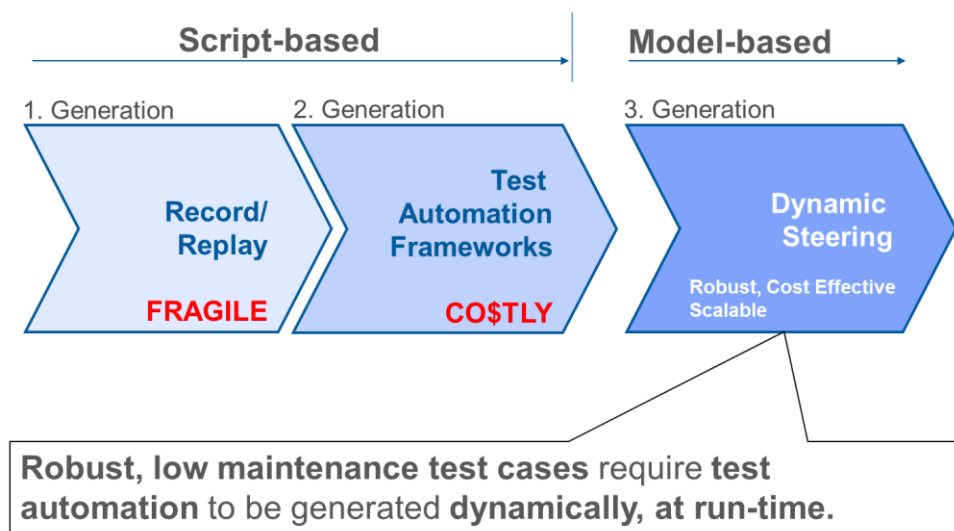 Script-based
Model-based
1. Generation
2. Generation
3. Generation
Record/
Replay
FRAGILE
Test
Automation
Frameworks
CO$TLY
Dynamic
Steering
Robust, Cost Effective
Scalable
Robust, low maintenance test cases require test
automation to be generated dynamically, at run-time.